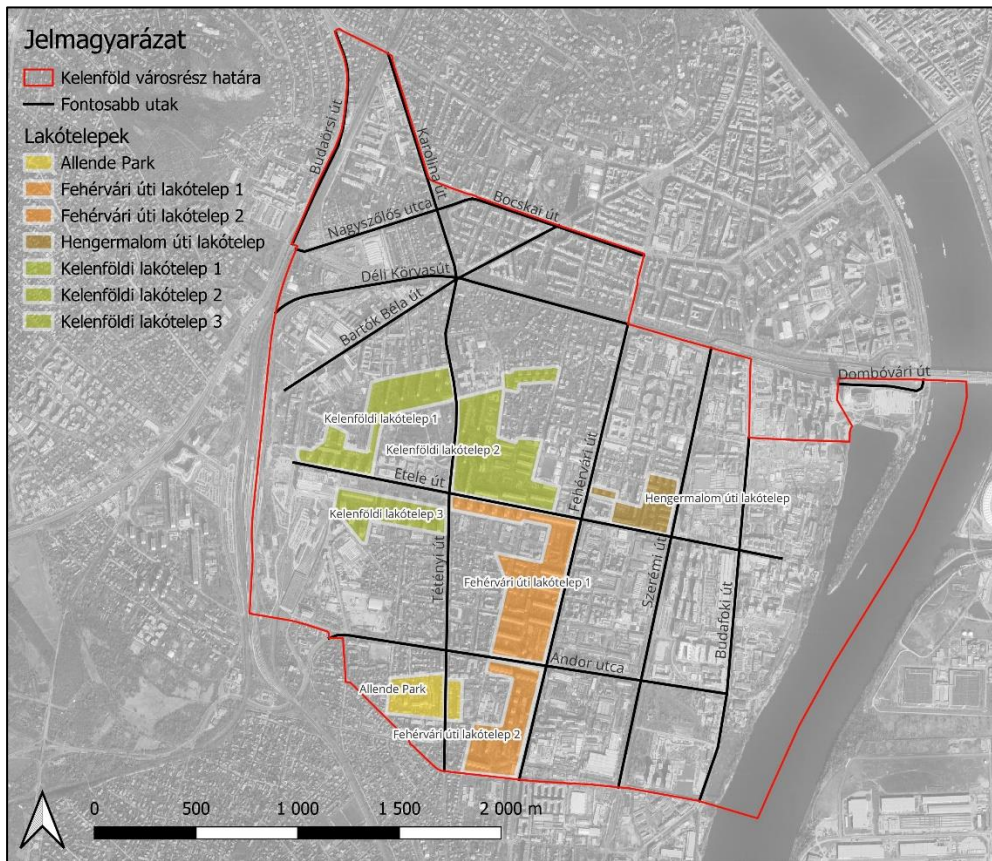 Jelmagyarázat
Kelenföld városrész határa
Fontosabb utak
Lakótelepek
Allende Park
Fehérvári úti lakótelep 1
Fehérvári úti lakótelep 2
Hengermalom úti lakótelep
Kelenföldi lakótelep 1
Kelenföldi lakótelep 2
Kelenföldi lakótelep 3
Budaörsi út
Karolina út
Bocskai út
Nagyszőlős utca
Déli Körvasút
Bartók Béla út
Dombóvári út
Kelenföldi lakótelep 1
Kelenföldi lakótelep 2
Fehérvári út
Etele út
Hengermalom úti lakótelep
Kelenföldi lakótelep 3
Tétényi út
Fehérvári úti lakótelep 1
Szerémi út
Budafoki út
Andor utca
Allende Park
Fehérvári úti lakótelep 2
0 500 1 000 1 500 2 000 m